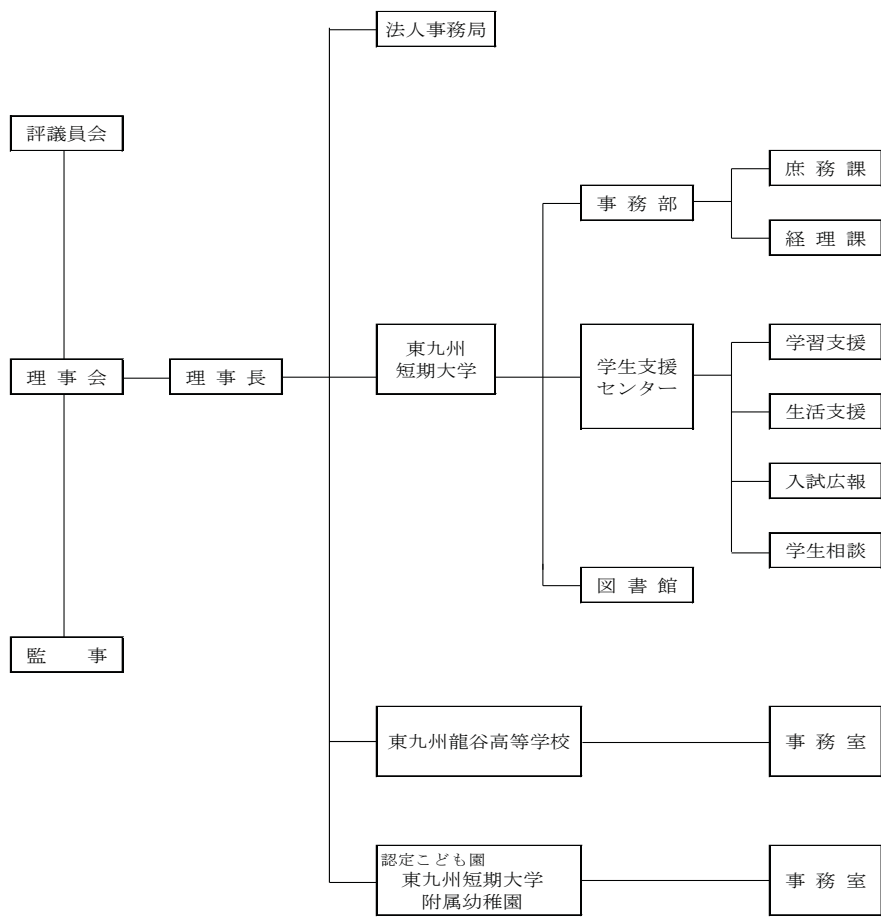 法人事務局
評議員会
庶務課
事務部
経理課
東九州
短期大学
学生支援
センター
学習支援
理事会
理事長
生活支援
入試広報
学生相談
図書館
監事
東九州龍谷高等学校
事務室
認定こども園
東九州短期大学
附属幼稚園
事務室